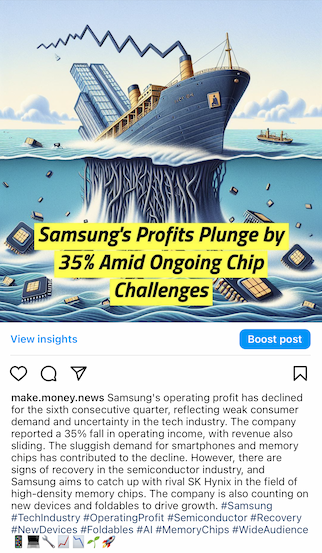 Samsung's Profits Plunge by
35% Amid Ongoing Chip
Challenges
View insights
Boost post
make.money.news Samsung's operating profit has declined
for the sixth consecutive quarter, reflecting weak consumer
demand and uncertainty in the tech industry. The company
reported a 35% fall in operating income, with revenue also
sliding. The sluggish demand for smartphones and memory
chips has contributed to the decline. However, there are
signs of recovery in the semiconductor industry, and
Samsung aims to catch up with rival SK Hynix in the field of
high-density memory chips. The company is also counting on
new devices and foldables to drive growth. #Samsung
#TechIndustry #OperatingProfit #Semiconductor #Recovery
#NewDevices #Foldables #AI #MemoryChips #WideAudience